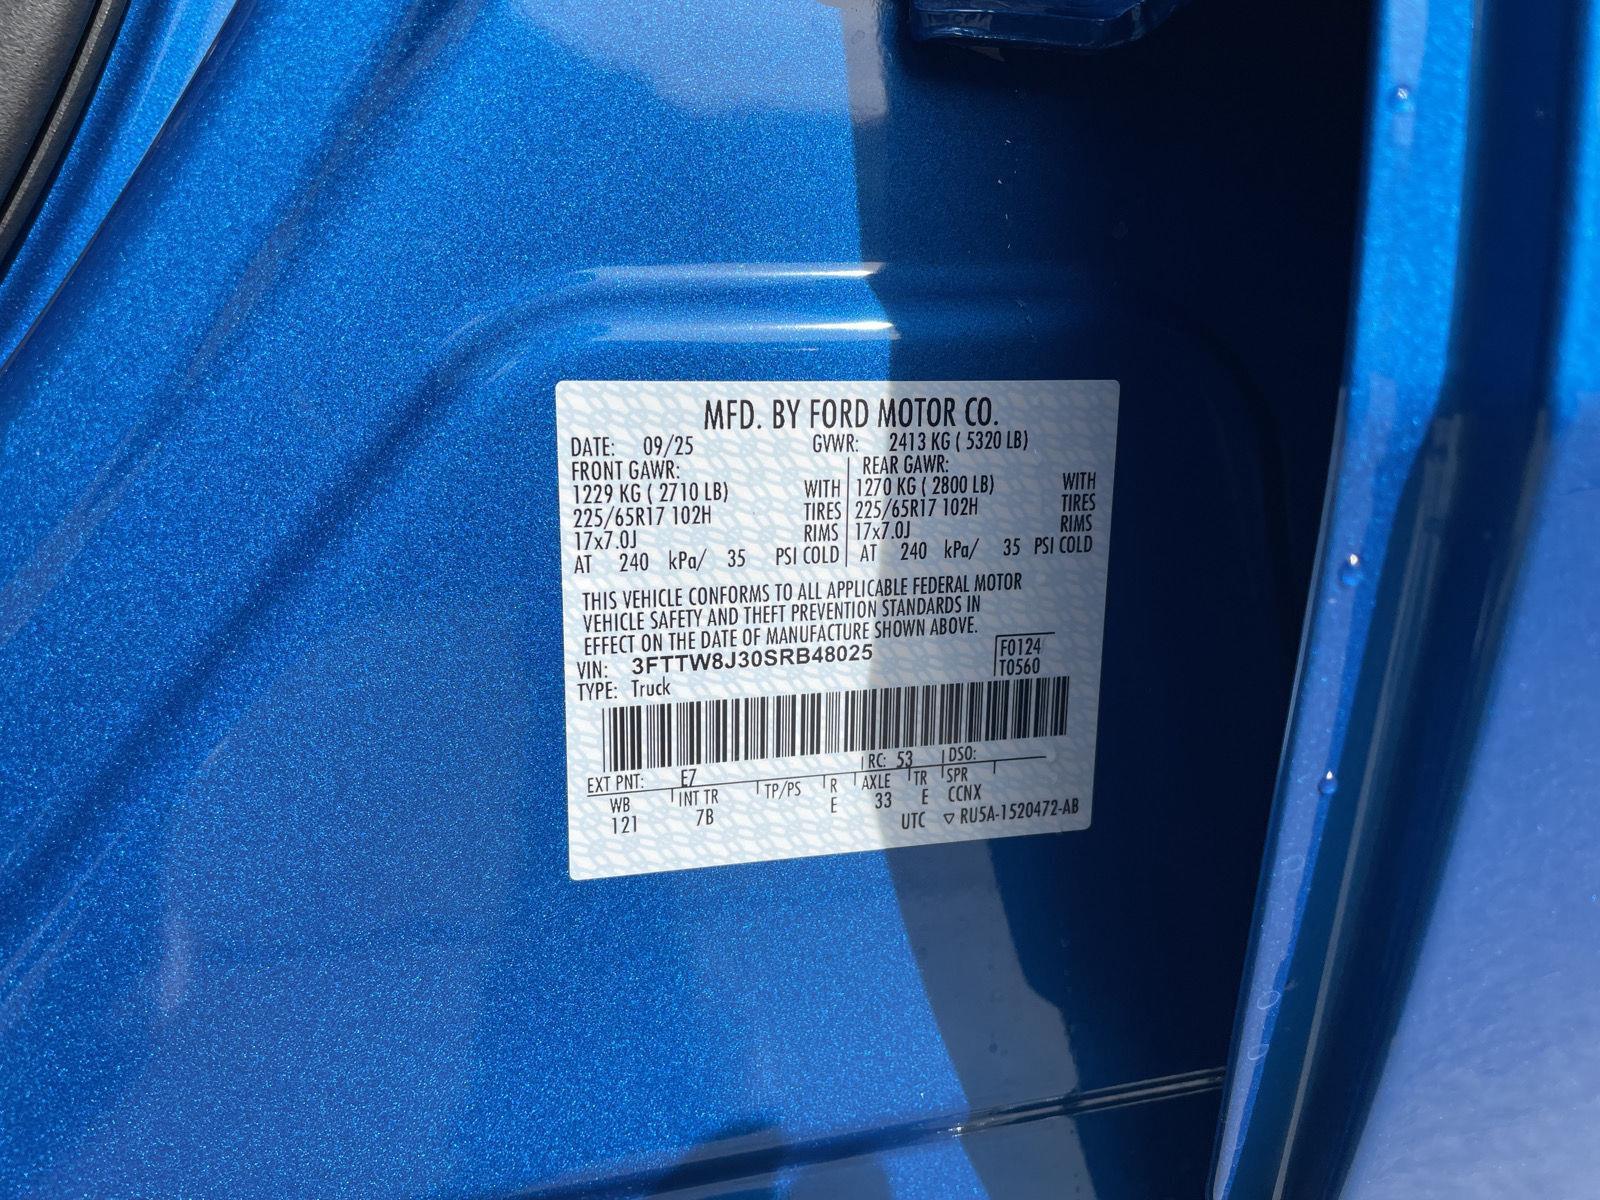 MFD. BY FORD MOTOR CO.
DATE: 09/25 GVWR: 2413 KG ( 5320 LB)
FRONT GAWR: REAR GAWR:
1229 KG ( 2710 LB) WITH 1270 KG ( 2800 LB) WITH
225/65R17 102H TIRES 225/65R17 102H TIRES
17x7.0J RIMS 17x7.0J RIMS
AT 240 kPa/ 35 PSI COLD AT 240 kPa/ 35 PSI COLD
THIS VEHICLE CONFORMS TO ALL APPLICABLE FEDERAL MOTOR
VEHICLE SAFETY AND THEFT PREVENTION STANDARDS IN
EFFECT ON THE DATE OF MANUFACTURE SHOWN ABOVE.
VIN: 3FTTW8J30SRB48025 F0124
TYPE: Truck T0560
EXT PNT: E7 RC: 53 DSO:
WB INT TR TP/PS R AXLE TR SPR
121 7B E 33 E CCNX
UTC ▽ RU5A-1520472-AB